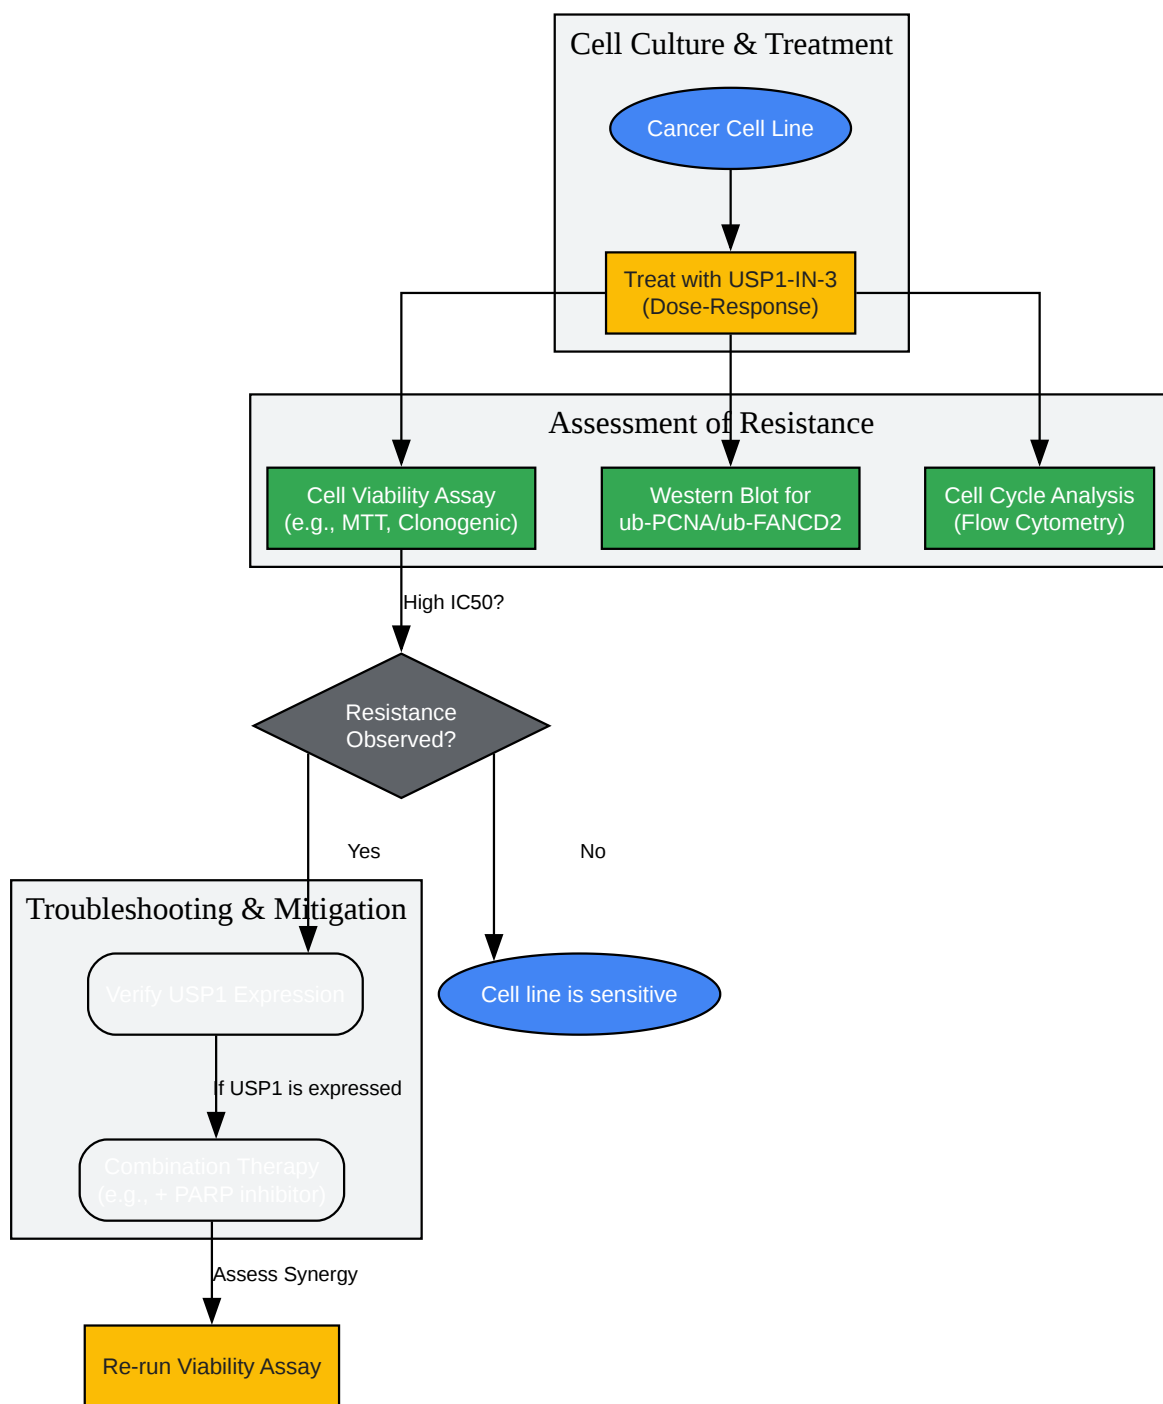 Cell Culture & Treatment
Cancer Cell Line
Treat with USP1-IN-3
(Dose-Response)
Assessment of Resistance
Cell Viability Assay
(e.g., MTT, Clonogenic)
Western Blot for
ub-PCNA/ub-FANCD2
Cell Cycle Analysis
(Flow Cytometry)
High IC50?
Resistance
Observed?
Yes
No
Troubleshooting & Mitigation
Verify USP1 Expression
Cell line is sensitive
If USP1 is expressed
Combination Therapy
(e.g., + PARP inhibitor)
Assess Synergy
Re-run Viability Assay